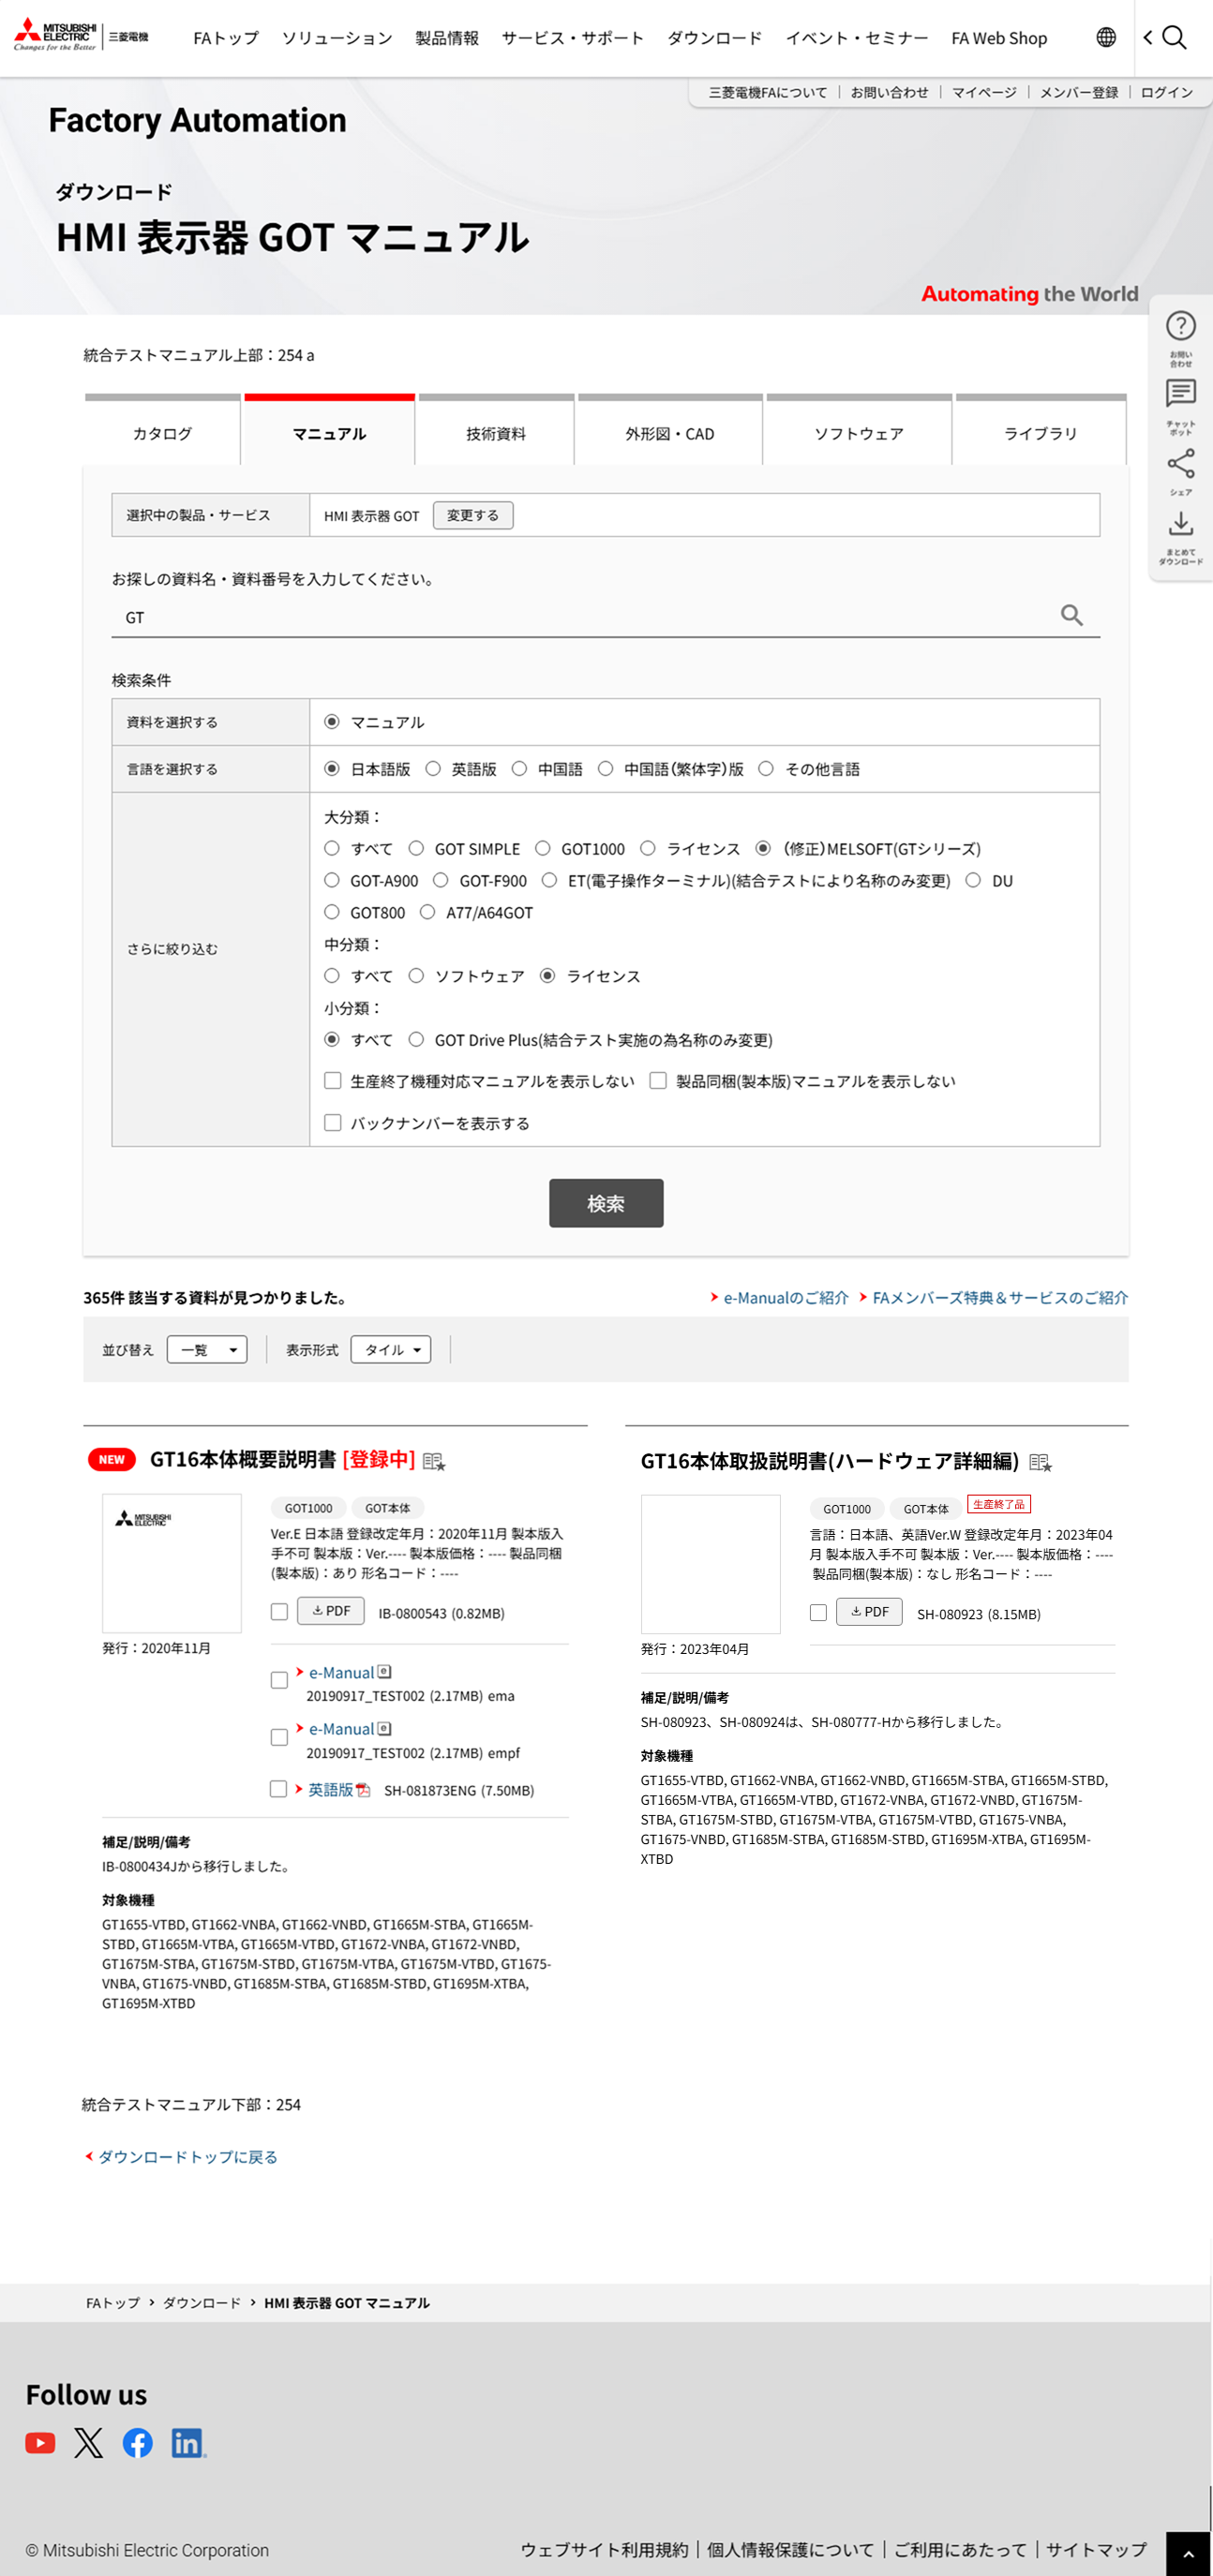 MITSUBISHI ELECTRIC
Changes for the Better
三菱電機
FAトップ ソリューション 製品情報 サービス・サポート ダウンロード イベント・セミナー FA Web Shop
三菱電機FAについて お問い合わせ マイページ メンバー登録 ログイン
Factory Automation
ダウンロード
HMI 表示器 GOT マニュアル
Automating the World
お問い
合わせ
チャット
ボット
シェア
まとめて
ダウンロード
統合テストマニュアル上部：254 a
カタログ マニュアル 技術資料 外形図・CAD ソフトウェア ライブラリ
選択中の製品・サービス HMI 表示器 GOT 変更する
お探しの資料名・資料番号を入力してください。
GT
検索条件
資料を選択する マニュアル
言語を選択する 日本語版 英語版 中国語 中国語（繁体字）版 その他言語
さらに絞り込む
大分類：
すべて GOT SIMPLE GOT1000 ライセンス （修正）MELSOFT(GTシリーズ)
GOT-A900 GOT-F900 ET(電子操作ターミナル)(結合テストにより名称のみ変更) DU
GOT800 A77/A64GOT
中分類：
すべて ソフトウェア ライセンス
小分類：
すべて GOT Drive Plus(結合テスト実施の為名称のみ変更)
生産終了機種対応マニュアルを表示しない 製品同梱(製本版)マニュアルを表示しない
バックナンバーを表示する
検索
365件 該当する資料が見つかりました。 e-Manualのご紹介 FAメンバーズ特典＆サービスのご紹介
並び替え 一覧 表示形式 タイル
NEW GT16本体概要説明書 [登録中]
MITSUBISHI ELECTRIC
発行：2020年11月
GOT1000 GOT本体
Ver.E 日本語 登録改定年月：2020年11月 製本版入
手不可 製本版：Ver.---- 製本版価格：---- 製品同梱
(製本版)：あり 形名コード：----
PDF IB-0800543 (0.82MB)
e-Manual
20190917_TEST002 (2.17MB) ema
e-Manual
20190917_TEST002 (2.17MB) empf
英語版 SH-081873ENG (7.50MB)
補足/説明/備考
IB-0800434Jから移行しました。
対象機種
GT1655-VTBD, GT1662-VNBA, GT1662-VNBD, GT1665M-STBA, GT1665M-
STBD, GT1665M-VTBA, GT1665M-VTBD, GT1672-VNBA, GT1672-VNBD,
GT1675M-STBA, GT1675M-STBD, GT1675M-VTBA, GT1675M-VTBD, GT1675-
VNBA, GT1675-VNBD, GT1685M-STBA, GT1685M-STBD, GT1695M-XTBA,
GT1695M-XTBD
GT16本体取扱説明書(ハードウェア詳細編)
発行：2023年04月
GOT1000 GOT本体 生産終了品
言語：日本語、英語Ver.W 登録改定年月：2023年04
月 製本版入手不可 製本版：Ver.---- 製本版価格：----
製品同梱(製本版)：なし 形名コード：----
PDF SH-080923 (8.15MB)
補足/説明/備考
SH-080923、SH-080924は、SH-080777-Hから移行しました。
対象機種
GT1655-VTBD, GT1662-VNBA, GT1662-VNBD, GT1665M-STBA, GT1665M-STBD,
GT1665M-VTBA, GT1665M-VTBD, GT1672-VNBA, GT1672-VNBD, GT1675M-
STBA, GT1675M-STBD, GT1675M-VTBA, GT1675M-VTBD, GT1675-VNBA,
GT1675-VNBD, GT1685M-STBA, GT1685M-STBD, GT1695M-XTBA, GT1695M-
XTBD
統合テストマニュアル下部：254
ダウンロードトップに戻る
FAトップ ダウンロード HMI 表示器 GOT マニュアル
Follow us
© Mitsubishi Electric Corporation
ウェブサイト利用規約 個人情報保護について ご利用にあたって サイトマップ